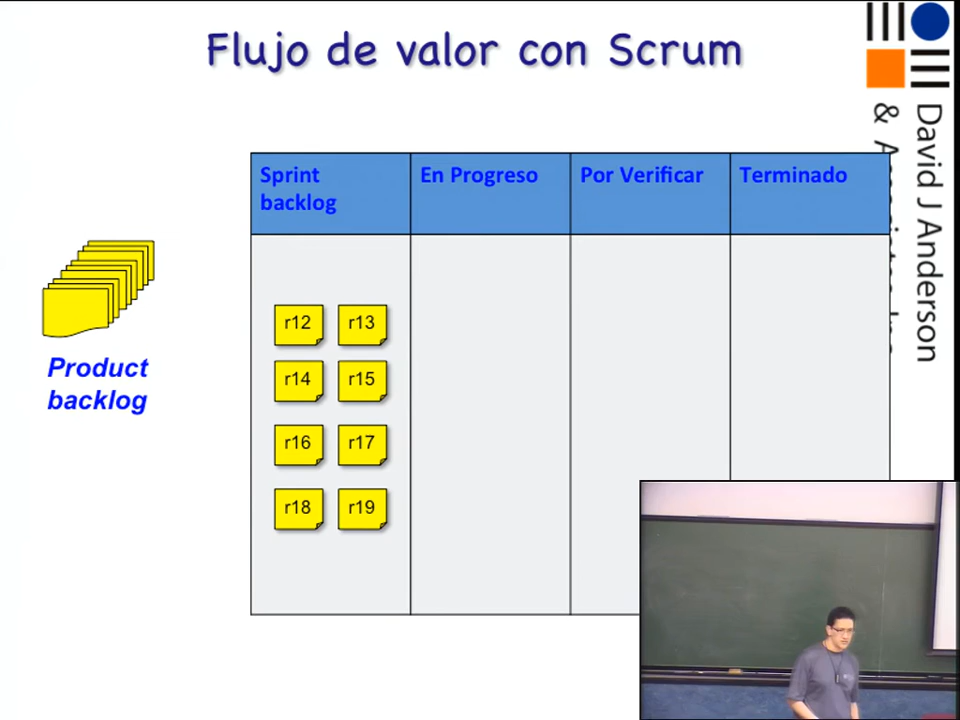 Flujo de valor con Scrum
David J Anderson
&
Sprint
backlog
En Progreso
Por Verificar
Terminado
r12
r13
r14
r15
r16
r17
r18
r19
Product
backlog